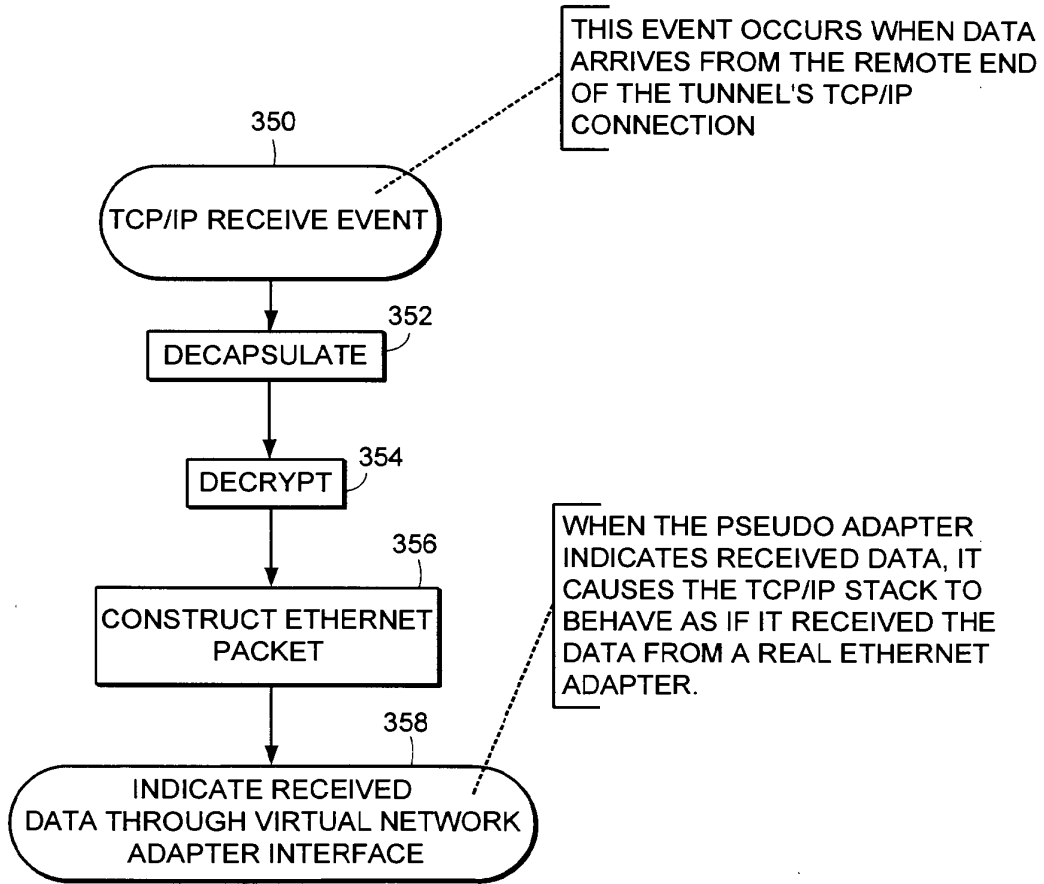 THIS EVENT OCCURS WHEN DATA
ARRIVES FROM THE REMOTE END
OF THE TUNNEL'S TCP/IP
CONNECTION
350
TCP/IP RECEIVE EVENT
352
DECAPSULATE
354
DECRYPT
356
CONSTRUCT ETHERNET
PACKET
WHEN THE PSEUDO ADAPTER
INDICATES RECEIVED DATA, IT
CAUSES THE TCP/IP STACK TO
BEHAVE AS IF IT RECEIVED THE
DATA FROM A REAL ETHERNET
ADAPTER.
358
INDICATE RECEIVED
DATA THROUGH VIRTUAL NETWORK
ADAPTER INTERFACE